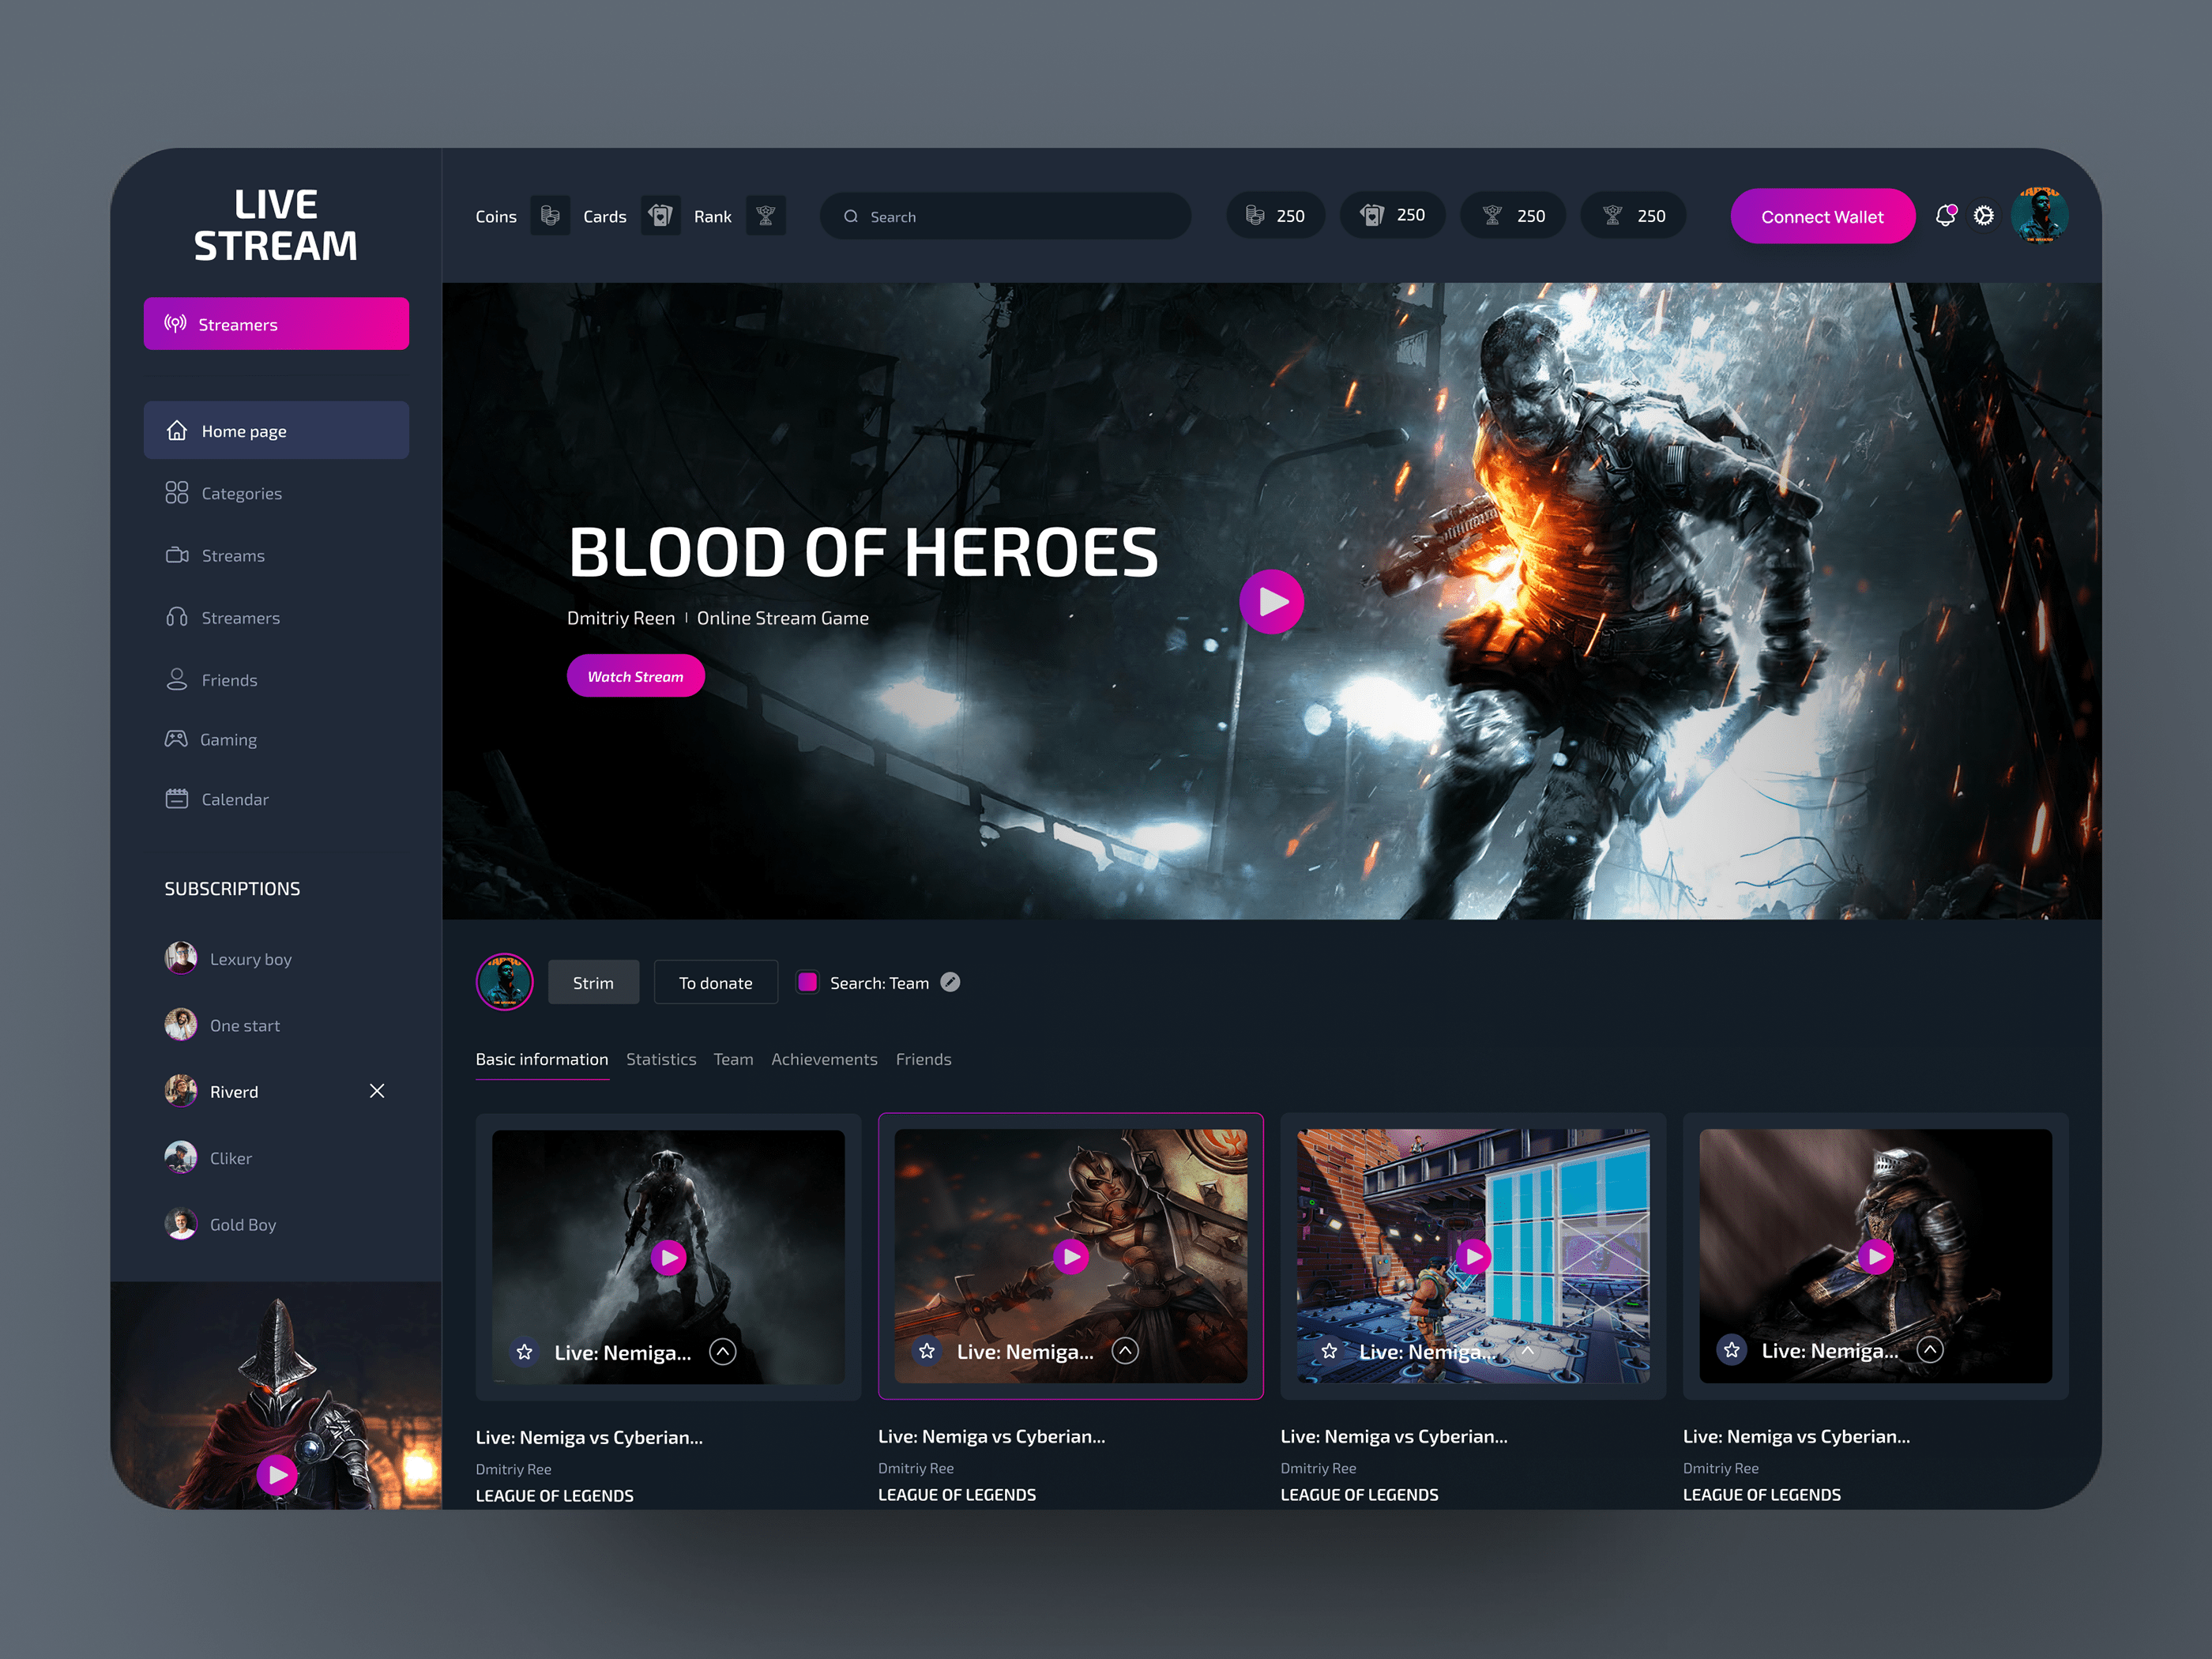 LIVE
STREAM
Streamers
Home page
Categories
Streams
Streamers
Friends
Gaming
Calendar
SUBSCRIPTIONS
Lexury boy
One start
Riverd
Cliker
Gold Boy
Coins
Cards
Rank
Search
250
250
250
250
Connect Wallet
BLOOD OF HEROES
Dmitriy Reen | Online Stream Game
Watch Stream
Strim
To donate
Search: Team
Basic information
Statistics
Team
Achievements
Friends
Live: Nemiga...
Live: Nemiga...
Live: Nemiga...
Live: Nemiga...
Live: Nemiga vs Cyberian...
Dmitriy Ree
LEAGUE OF LEGENDS
Live: Nemiga vs Cyberian...
Dmitriy Ree
LEAGUE OF LEGENDS
Live: Nemiga vs Cyberian...
Dmitriy Ree
LEAGUE OF LEGENDS
Live: Nemiga vs Cyberian...
Dmitriy Ree
LEAGUE OF LEGENDS